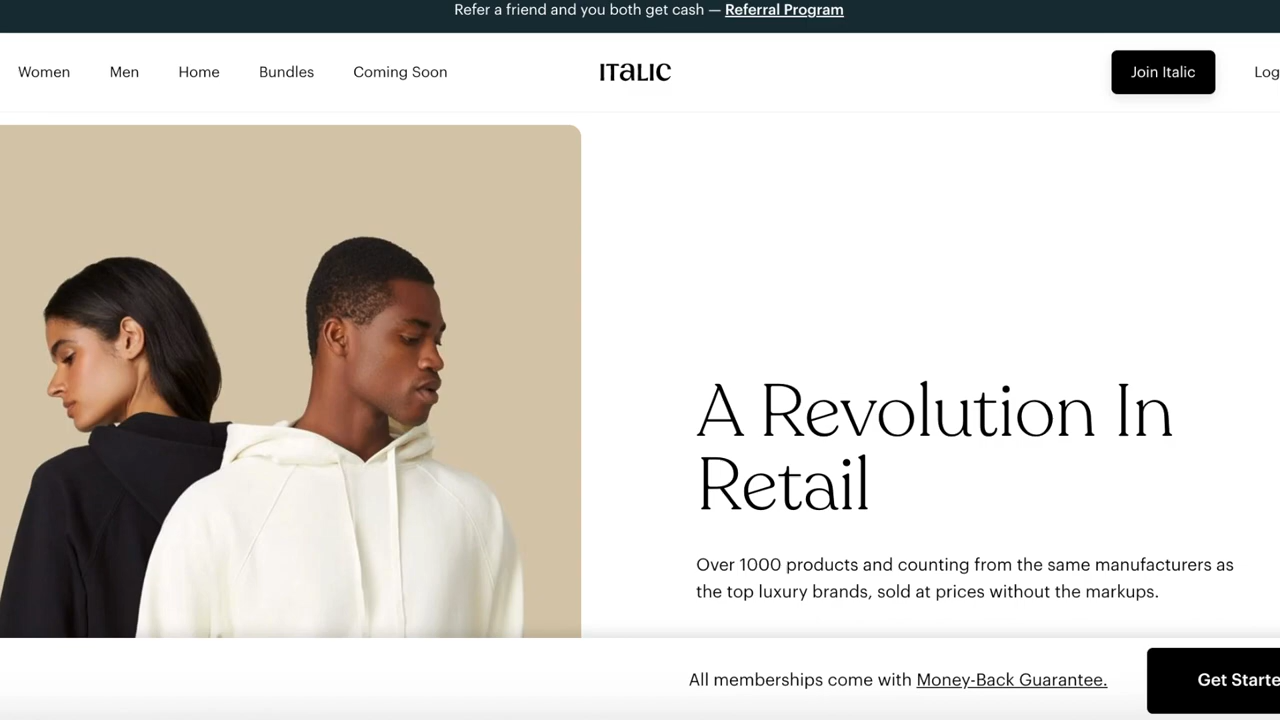 Refer a friend and you both get cash — Referral Program
Women Men Home Bundles Coming Soon ITaLIC Join Italic Log
A Revolution In
Retail
Over 1000 products and counting from the same manufacturers as
the top luxury brands, sold at prices without the markups.
All memberships come with Money-Back Guarantee. Get Starte